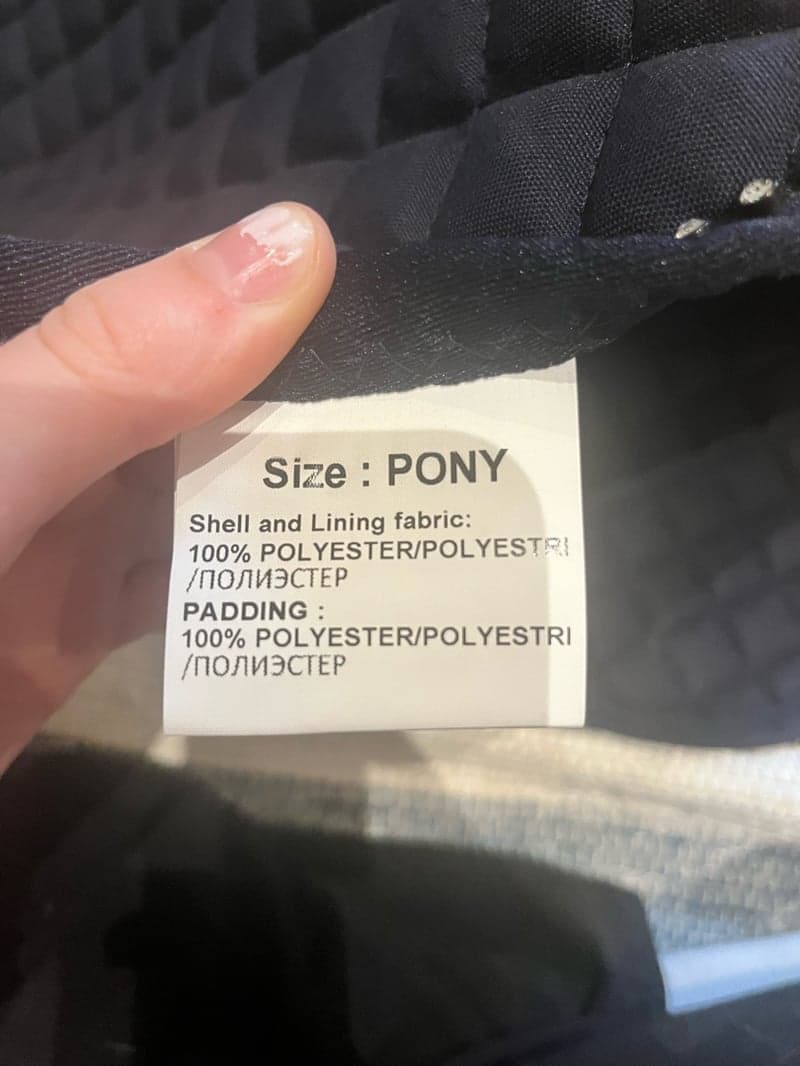 Size : PONY
Shell and Lining fabric:
100% POLYESTER/POLYESTRI
/ПОЛИЭСТЕР
PADDING :
100% POLYESTER/POLYESTRI
/ПОЛИЭСТЕР